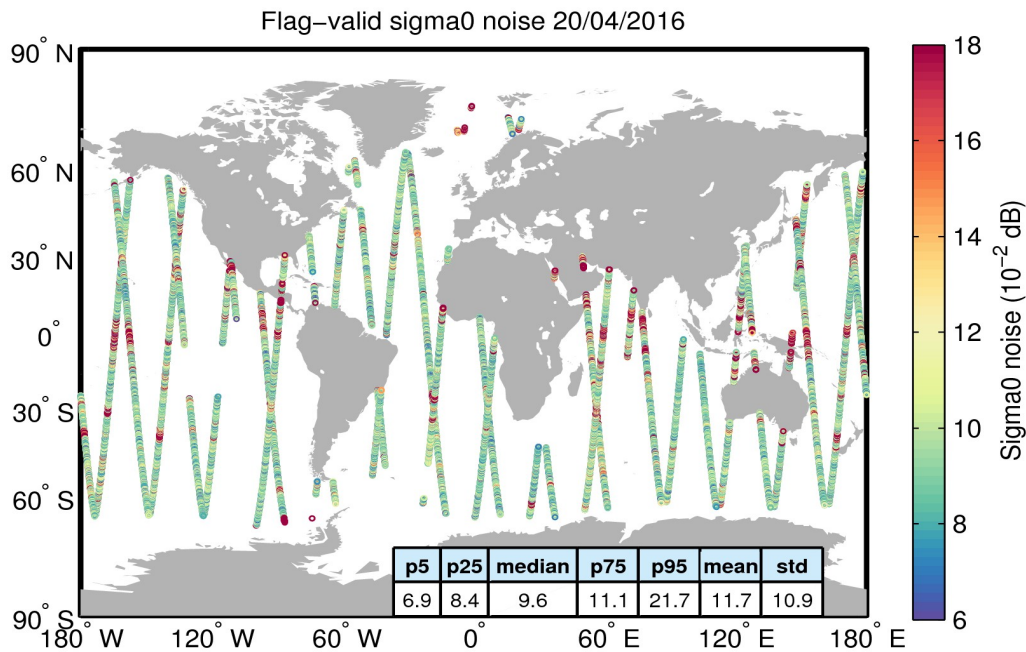 Flag−valid sigma0 noise 20/04/2016
90° N
60° N
30° N
0°
30° S
60° S
90° S
180° W
120° W
60° W
0°
60° E
120° E
180° E
p5 p25 median p75 p95 mean std
6.9 8.4 9.6 11.1 21.7 11.7 10.9
18
16
14
12
10
8
6
Sigma0 noise (10−2 dB)